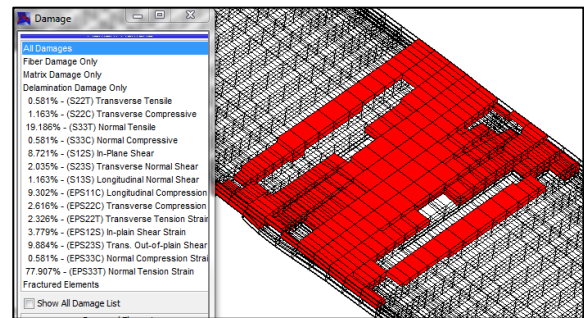 Damage
All Damages
Fiber Damage Only
Matrix Damage Only
Delamination Damage Only
0.581% - (S22T) Transverse Tensile
1.163% - (S22C) Transverse Compressive
19.186% - (S33T) Normal Tensile
0.581% - (S33C) Normal Compressive
8.721% - (S12S) In-Plane Shear
2.035% - (S23S) Transverse Normal Shear
1.163% - (S13S) Longitudinal Normal Shear
9.302% - (EPS11C) Longitudinal Compression
2.616% - (EPS22C) Transverse Compression
2.326% - (EPS22T) Transverse Tension Strain
3.779% - (EPS12S) In-plain Shear Strain
9.884% - (EPS23S) Trans. Out-of-plain Shear
0.581% - (EPS33C) Normal Compression Strai
77.907% - (EPS33T) Normal Tension Strain
Fractured Elements
Show All Damage List